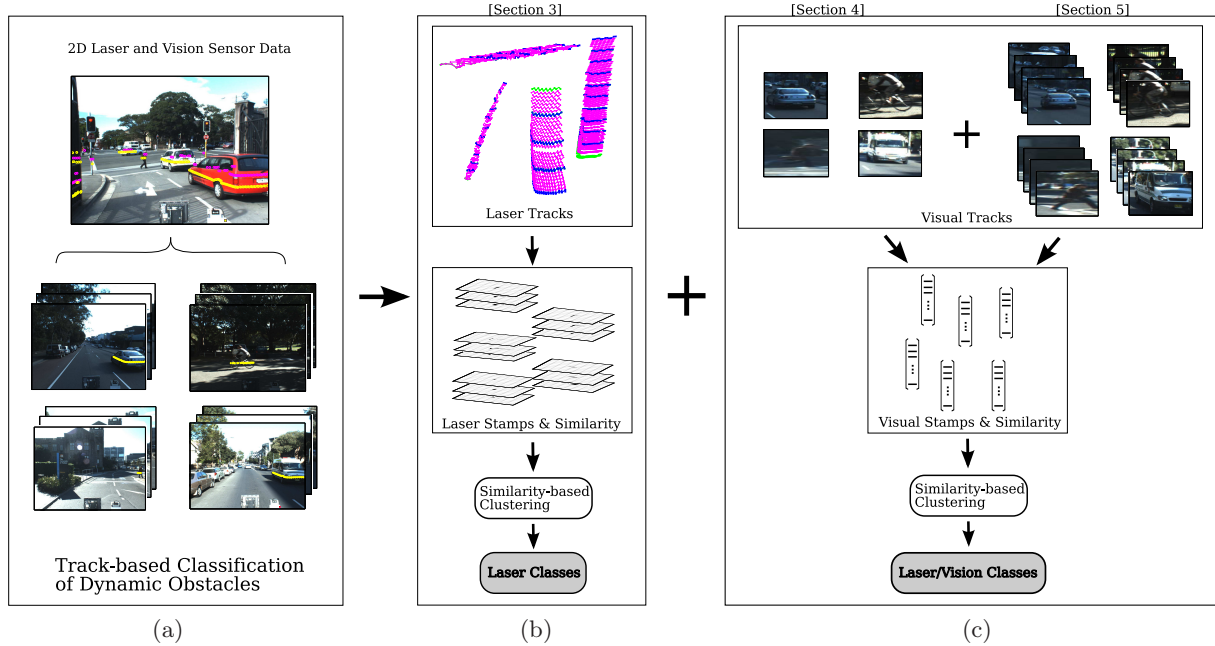 [Section 3]
[Section 4]
[Section 5]
2D Laser and Vision Sensor Data
Track-based Classification
of Dynamic Obstacles
(a)
Laser Tracks
Laser Stamps & Similarity
Similarity-based
Clustering
Laser Classes
(b)
Visual Tracks
Visual Stamps & Similarity
Similarity-based
Clustering
Laser/Vision Classes
(c)